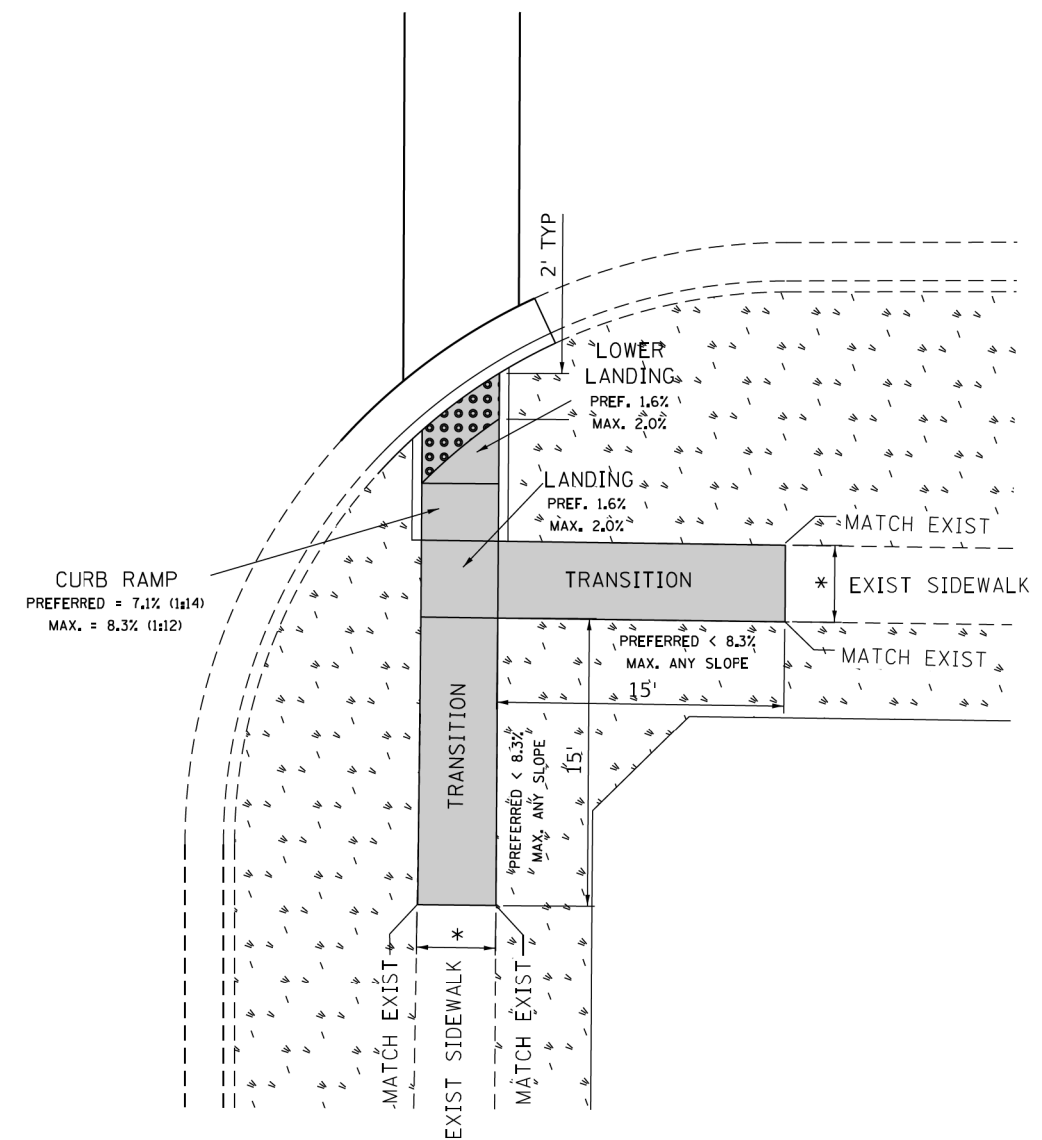 2' TYP
LOWER
LANDING
PREF. 1.6%
MAX. 2.0%
LANDING
PREF. 1.6%
MAX. 2.0%
MATCH EXIST
CURB RAMP
PREFERRED = 7.1% (1:14)
MAX. = 8.3% (1:12)
TRANSITION
* EXIST SIDEWALK
PREFERRED < 8.3%
MAX. ANY SLOPE
MATCH EXIST
15'
TRANSITION
PREFERRED < 8.3%
MAX. ANY SLOPE
15'
*
MATCH EXIST
EXIST SIDEWALK
MATCH EXIST